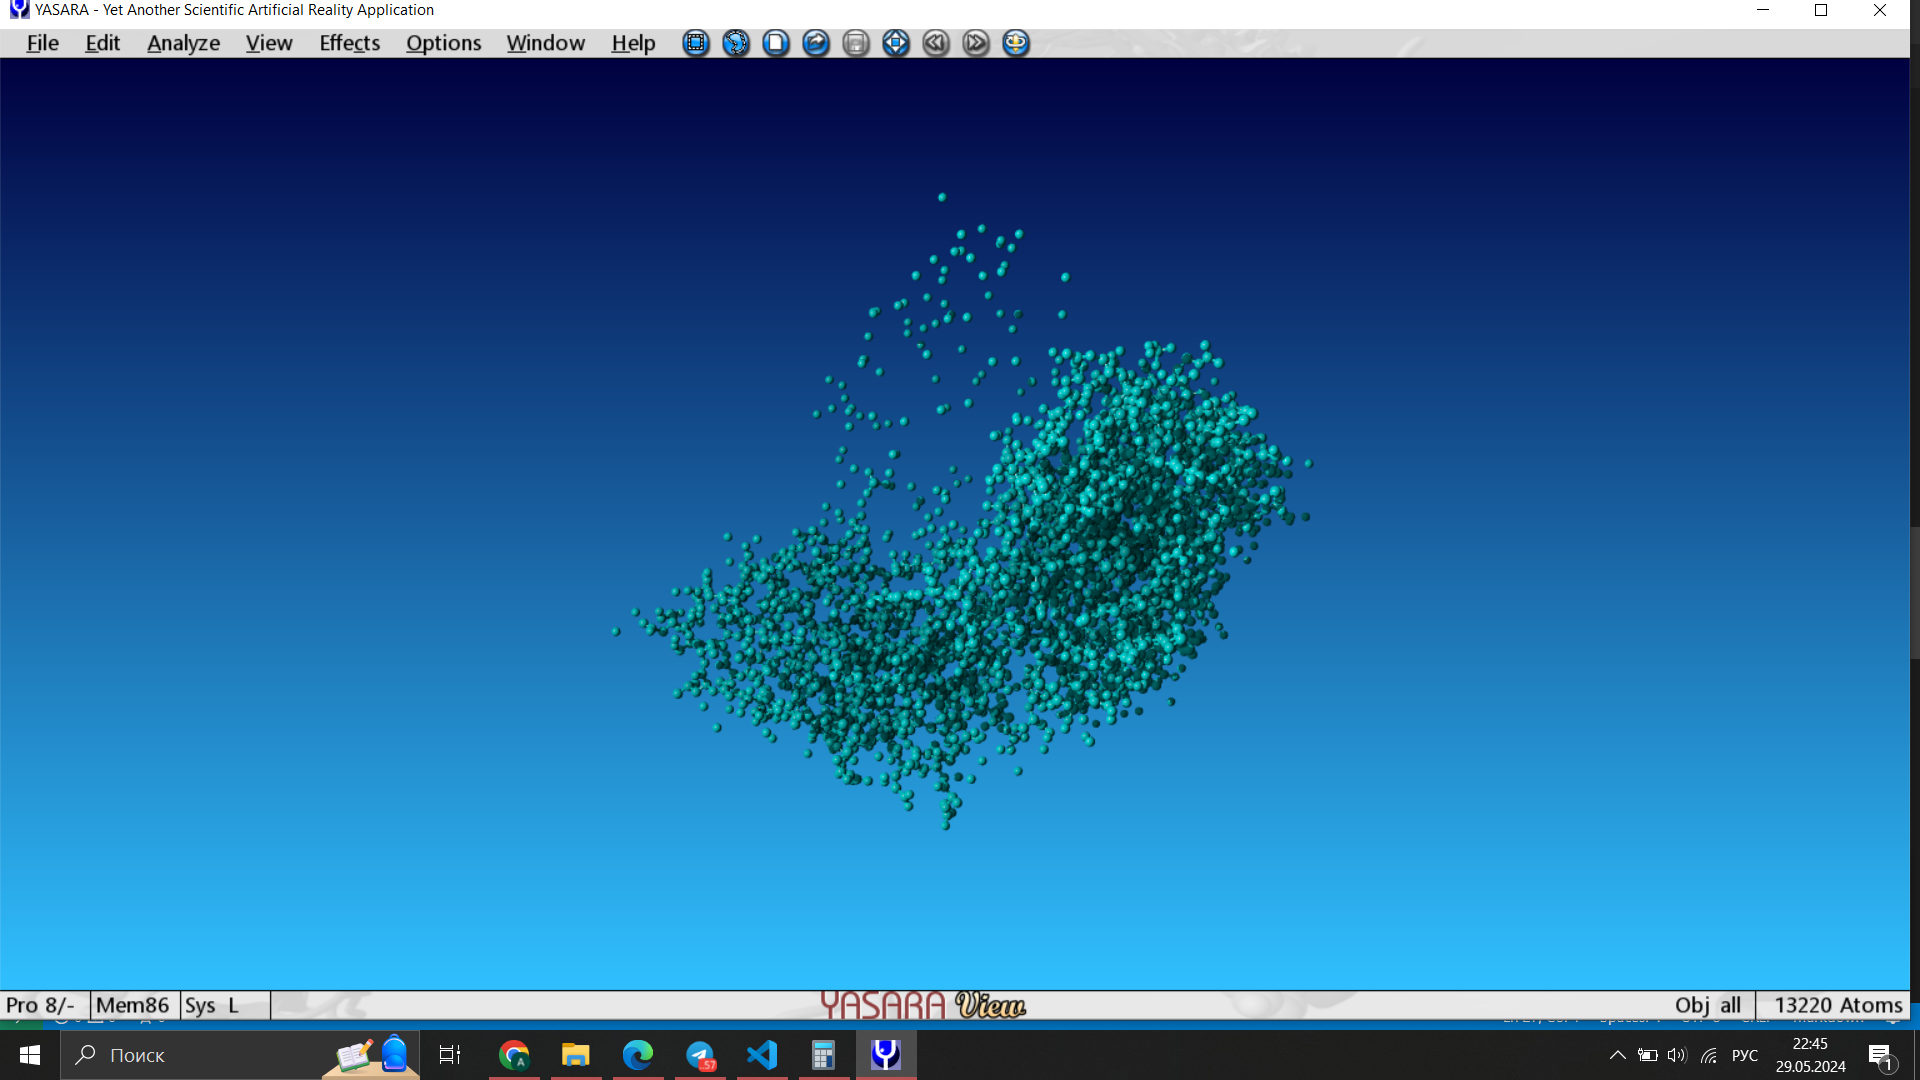 YASARA - Yet Another Scientific Artificial Reality Application
File Edit Analyze View Effects Options Window Help
Pro 8/- Mem86 Sys L YASARA View Obj all 13220 Atoms
Поиск .57 РУС 22:45
29.05.2024 1